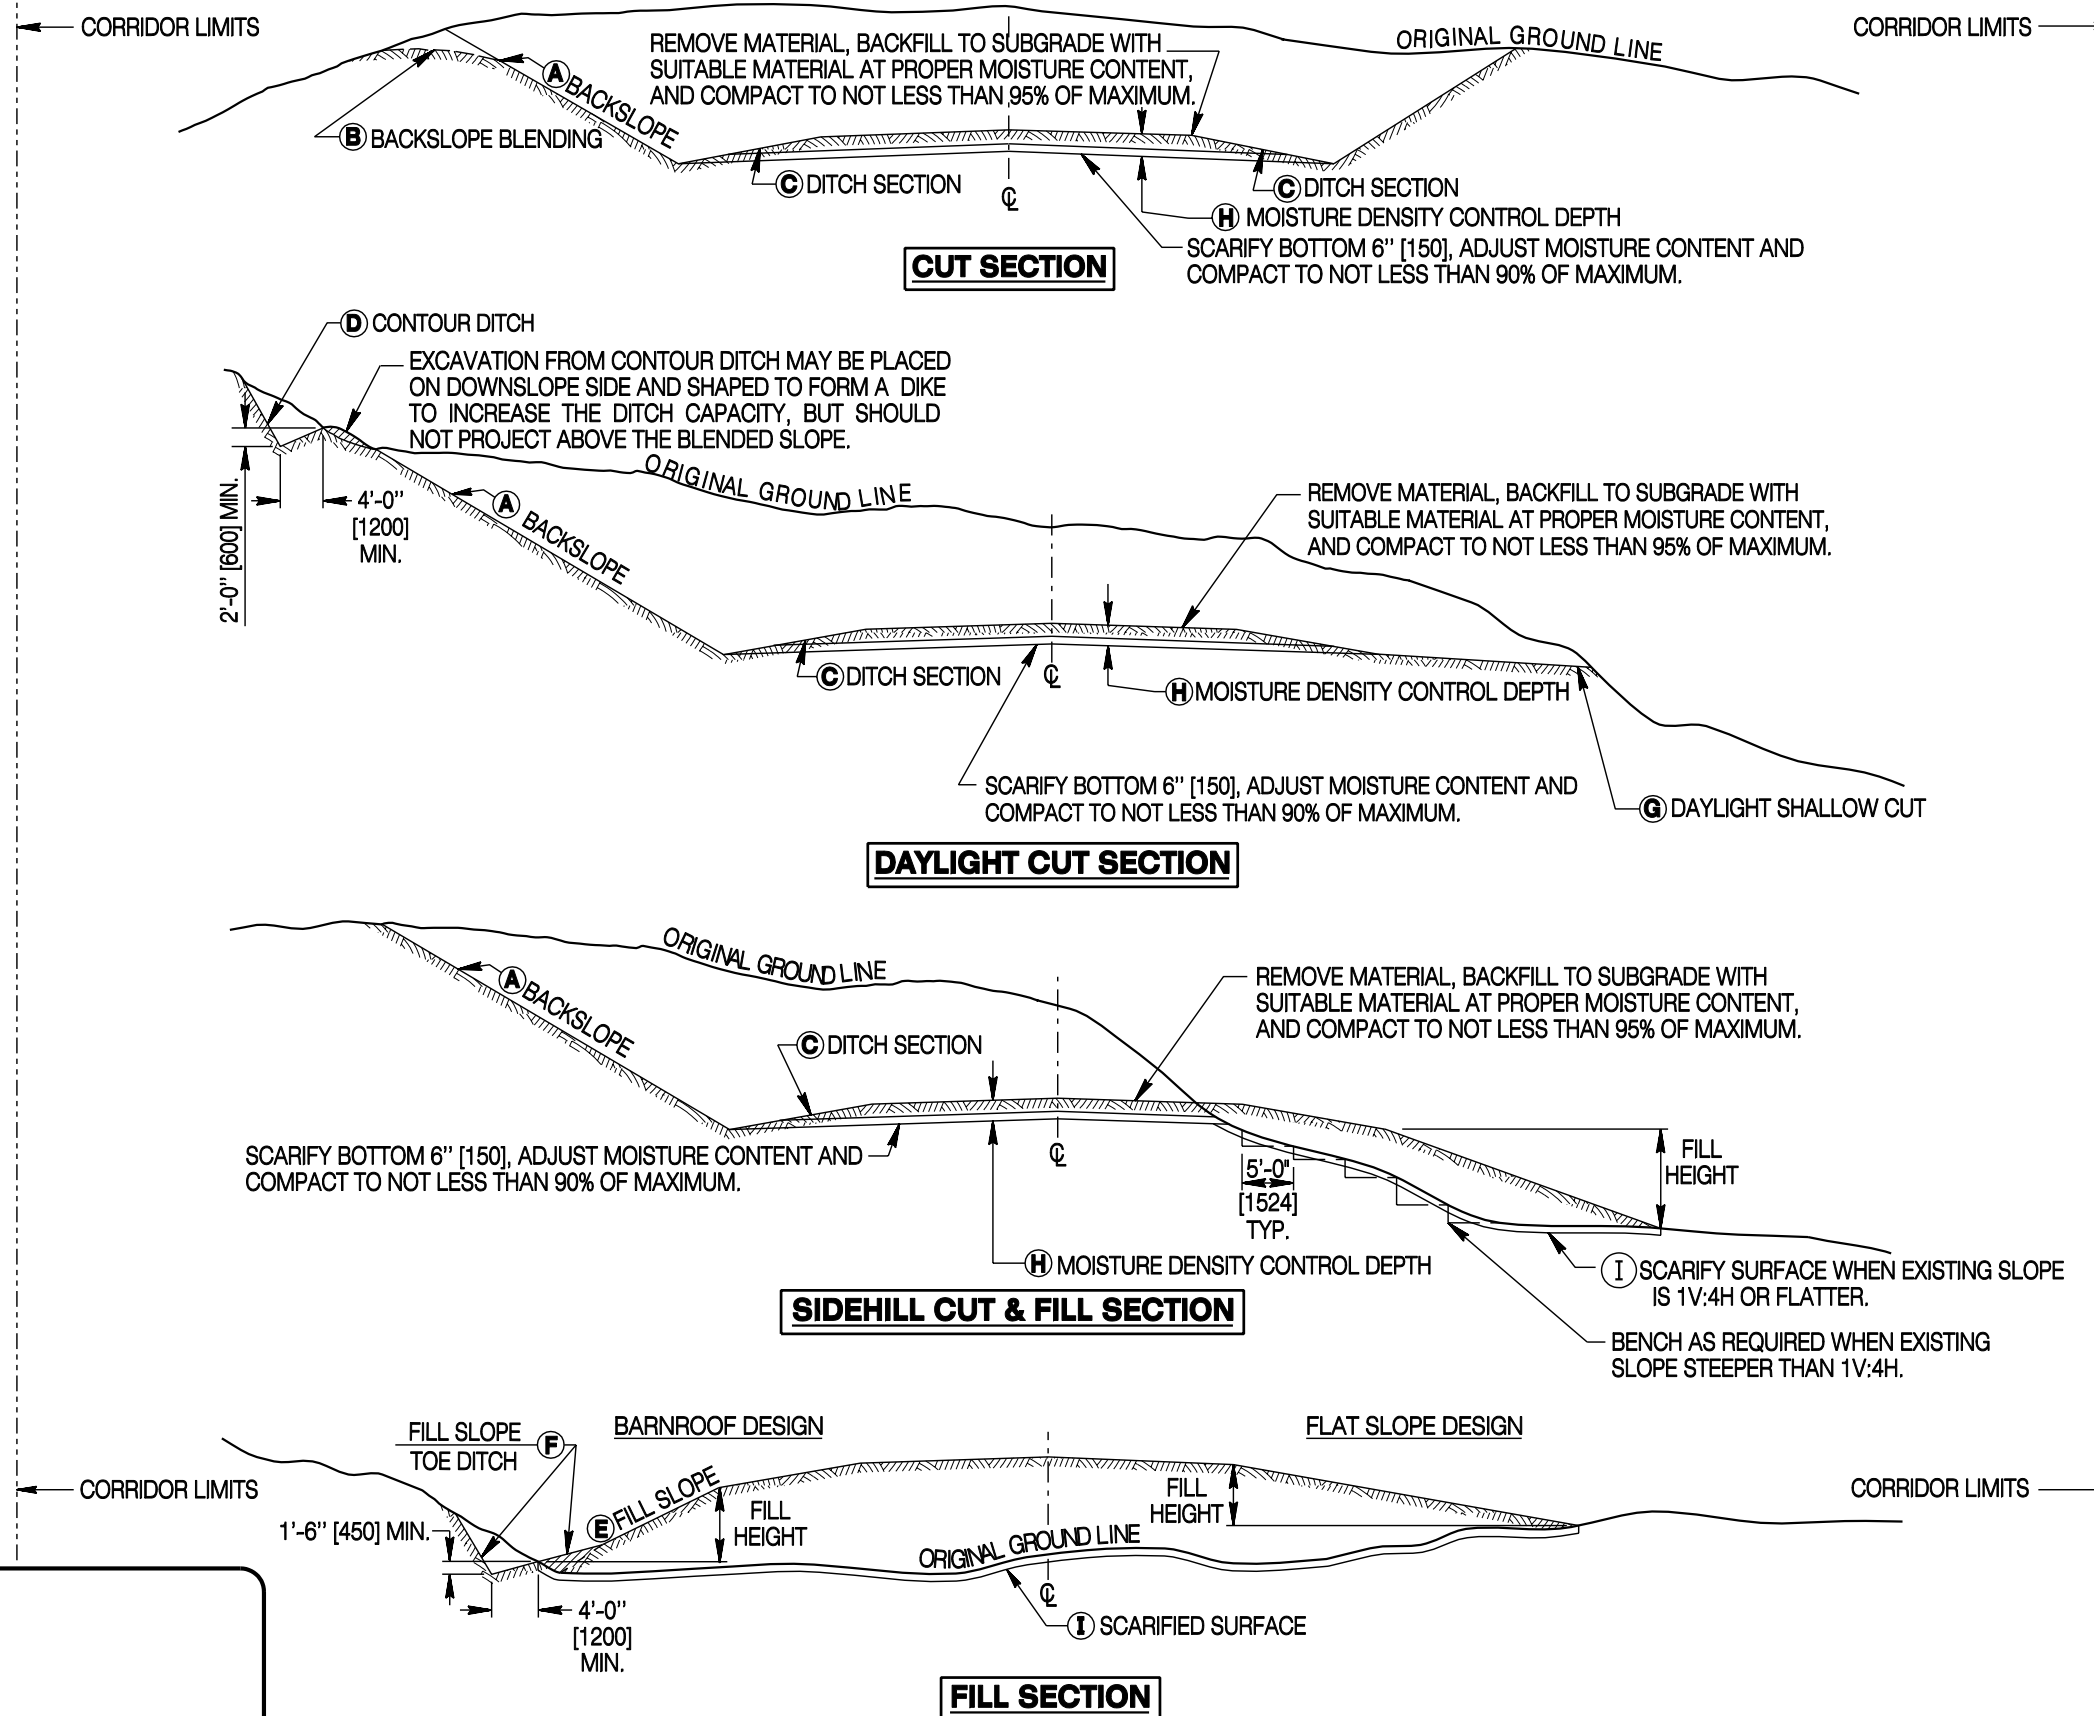 CORRIDOR LIMITS
CORRIDOR LIMITS
ORIGINAL GROUND LINE
REMOVE MATERIAL, BACKFILL TO SUBGRADE WITH
SUITABLE MATERIAL AT PROPER MOISTURE CONTENT,
AND COMPACT TO NOT LESS THAN 95% OF MAXIMUM.
A BACKSLOPE
B BACKSLOPE BLENDING
C DITCH SECTION
C DITCH SECTION
℄
H MOISTURE DENSITY CONTROL DEPTH
SCARIFY BOTTOM 6'' [150], ADJUST MOISTURE CONTENT AND
COMPACT TO NOT LESS THAN 90% OF MAXIMUM.
CUT SECTION
D CONTOUR DITCH
EXCAVATION FROM CONTOUR DITCH MAY BE PLACED
ON DOWNSLOPE SIDE AND SHAPED TO FORM A DIKE
TO INCREASE THE DITCH CAPACITY, BUT SHOULD
NOT PROJECT ABOVE THE BLENDED SLOPE.
ORIGINAL GROUND LINE
2'-0'' [600] MIN.
4'-0''
[1200]
MIN.
A BACKSLOPE
REMOVE MATERIAL, BACKFILL TO SUBGRADE WITH
SUITABLE MATERIAL AT PROPER MOISTURE CONTENT,
AND COMPACT TO NOT LESS THAN 95% OF MAXIMUM.
C DITCH SECTION
℄
H MOISTURE DENSITY CONTROL DEPTH
SCARIFY BOTTOM 6'' [150], ADJUST MOISTURE CONTENT AND
COMPACT TO NOT LESS THAN 90% OF MAXIMUM.
G DAYLIGHT SHALLOW CUT
DAYLIGHT CUT SECTION
ORIGINAL GROUND LINE
A BACKSLOPE
REMOVE MATERIAL, BACKFILL TO SUBGRADE WITH
SUITABLE MATERIAL AT PROPER MOISTURE CONTENT,
AND COMPACT TO NOT LESS THAN 95% OF MAXIMUM.
C DITCH SECTION
SCARIFY BOTTOM 6'' [150], ADJUST MOISTURE CONTENT AND
COMPACT TO NOT LESS THAN 90% OF MAXIMUM.
℄
5'-0"
[1524]
TYP.
FILL
HEIGHT
H MOISTURE DENSITY CONTROL DEPTH
I SCARIFY SURFACE WHEN EXISTING SLOPE
IS 1V:4H OR FLATTER.
BENCH AS REQUIRED WHEN EXISTING
SLOPE STEEPER THAN 1V:4H.
SIDEHILL CUT & FILL SECTION
FILL SLOPE
TOE DITCH
F
BARNROOF DESIGN
FLAT SLOPE DESIGN
CORRIDOR LIMITS
CORRIDOR LIMITS
1'-6'' [450] MIN.
E FILL SLOPE
FILL
HEIGHT
FILL
HEIGHT
ORIGINAL GROUND LINE
℄
4'-0''
[1200]
MIN.
I SCARIFIED SURFACE
FILL SECTION